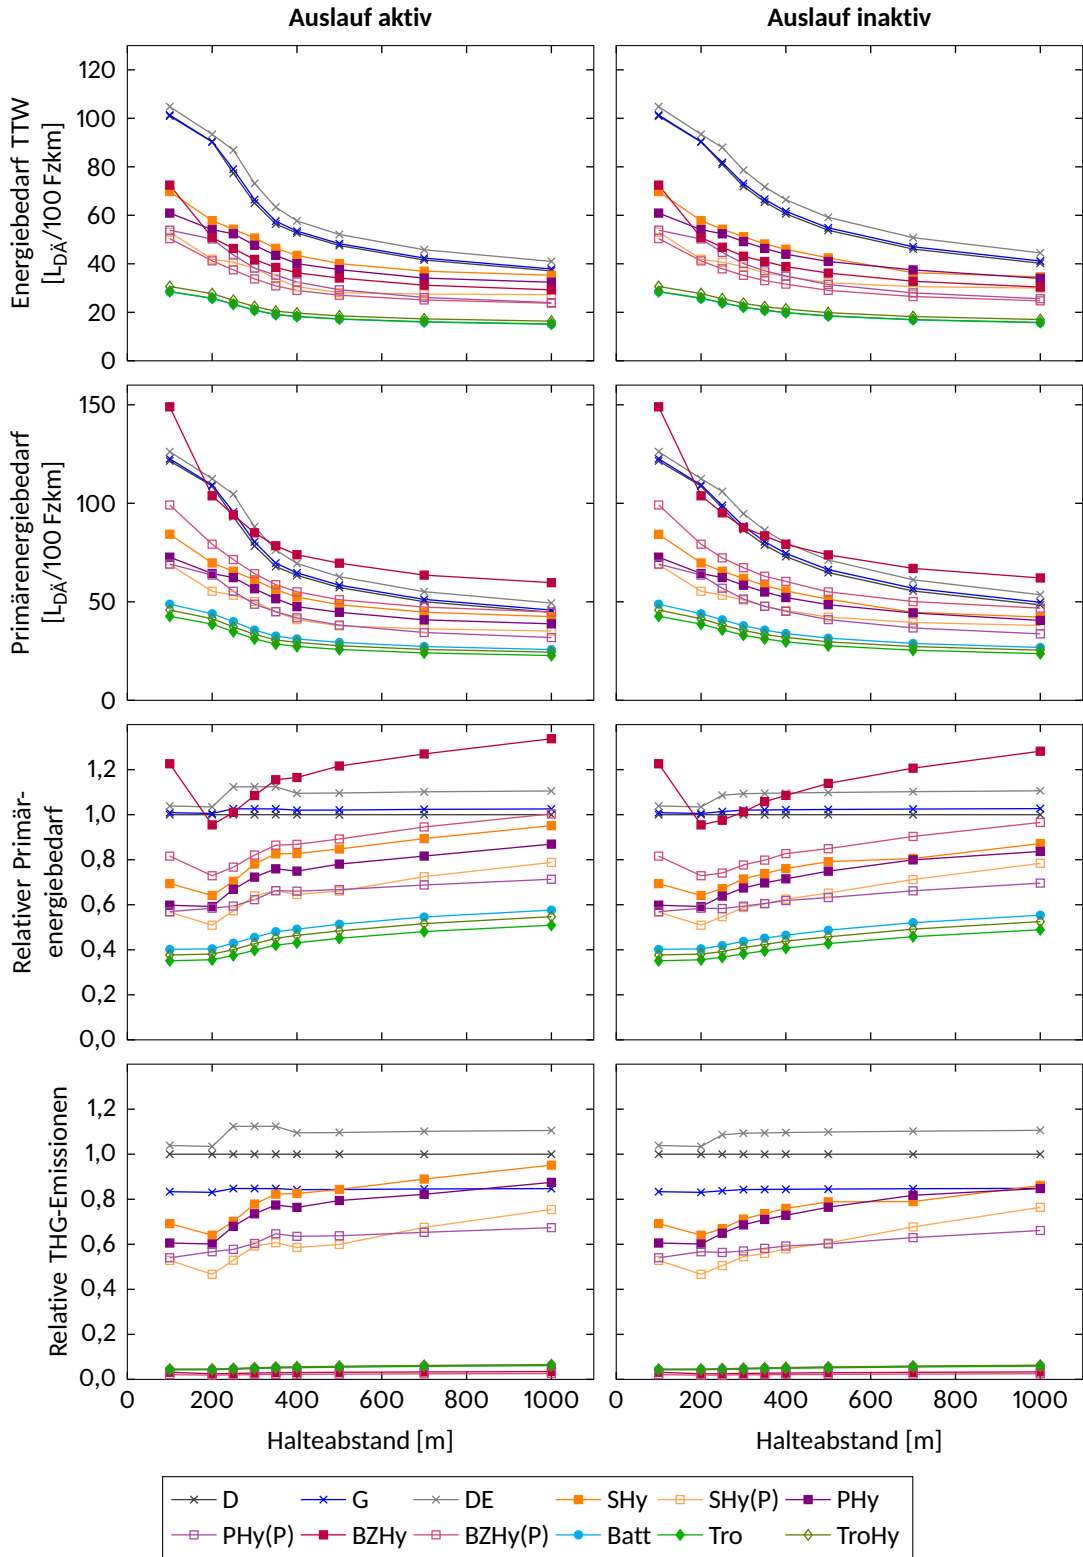 Auslauf aktiv
Auslauf inaktiv
Energiebedarf TTW
[L_DÄ/100 Fzkm]
120
100
80
60
40
20
0
Primärenergiebedarf
[L_DÄ/100 Fzkm]
150
100
50
0
Relativer Primär-
energiebedarf
1,2
1,0
0,8
0,6
0,4
0,2
0,0
Relative THG-Emissionen
1,2
1,0
0,8
0,6
0,4
0,2
0,0
0 200 400 600 800 1000
0 200 400 600 800 1000
Halteabstand [m]
Halteabstand [m]
D G DE SHy SHy(P) PHy
PHy(P) BZHy BZHy(P) Batt Tro TroHy